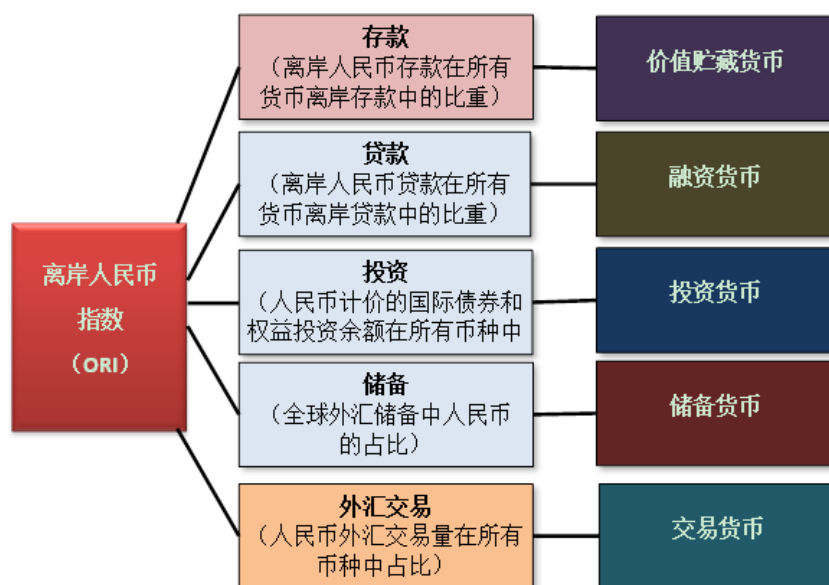 存款
（离岸人民币存款在所有
货币离岸存款中的比重）
价值贮藏货币
贷款
（离岸人民币贷款在所有
货币离岸贷款中的比重）
融资货币
离岸人民币
指数
（ORI）
投资
（人民币计价的国际债券和
权益投资余额在所有币种中
投资货币
储备
（全球外汇储备中人民币
的占比）
储备货币
外汇交易
（人民币外汇交易量在所有
币种中占比）
交易货币